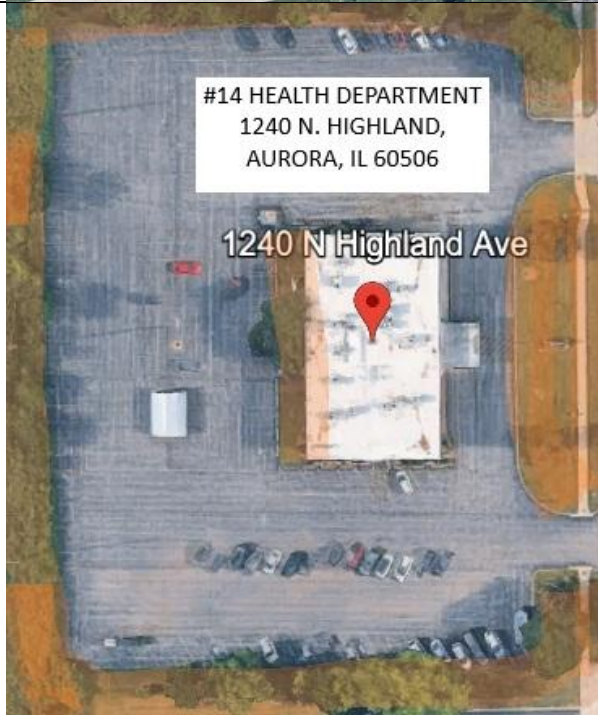 #14 HEALTH DEPARTMENT
1240 N. HIGHLAND,
AURORA, IL 60506
1240 N Highland Ave